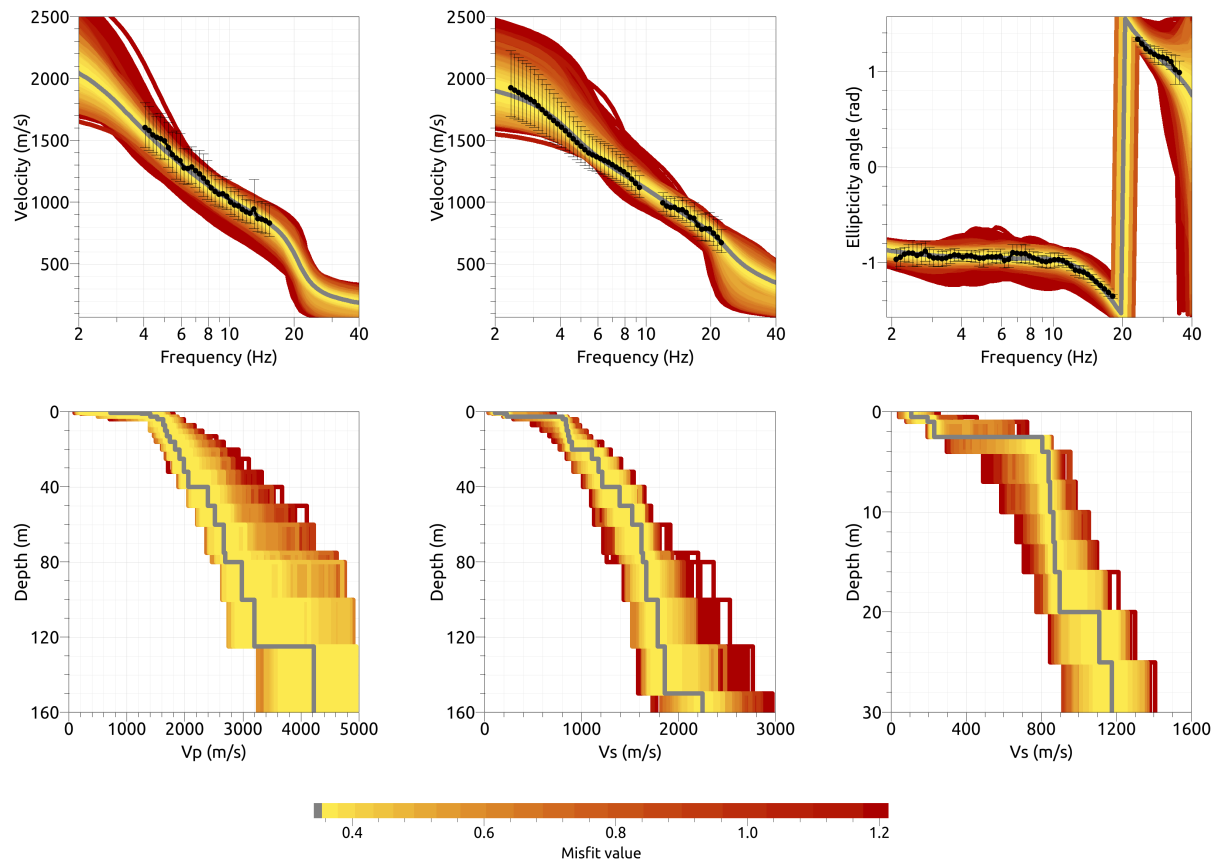 2500
2000
1500
1000
500
Velocity (m/s)
2 4 6 8 10 20 40
Frequency (Hz)
2500
2000
1500
1000
500
Velocity (m/s)
2 4 6 8 10 20 40
Frequency (Hz)
1
0
-1
Ellipticity angle (rad)
2 4 6 8 10 20 40
Frequency (Hz)
0
40
80
120
160
Depth (m)
0 1000 2000 3000 4000 5000
Vp (m/s)
0
40
80
120
160
Depth (m)
0 1000 2000 3000
Vs (m/s)
0
10
20
30
Depth (m)
0 400 800 1200 1600
Vs (m/s)
0.4 0.6 0.8 1.0 1.2
Misfit value